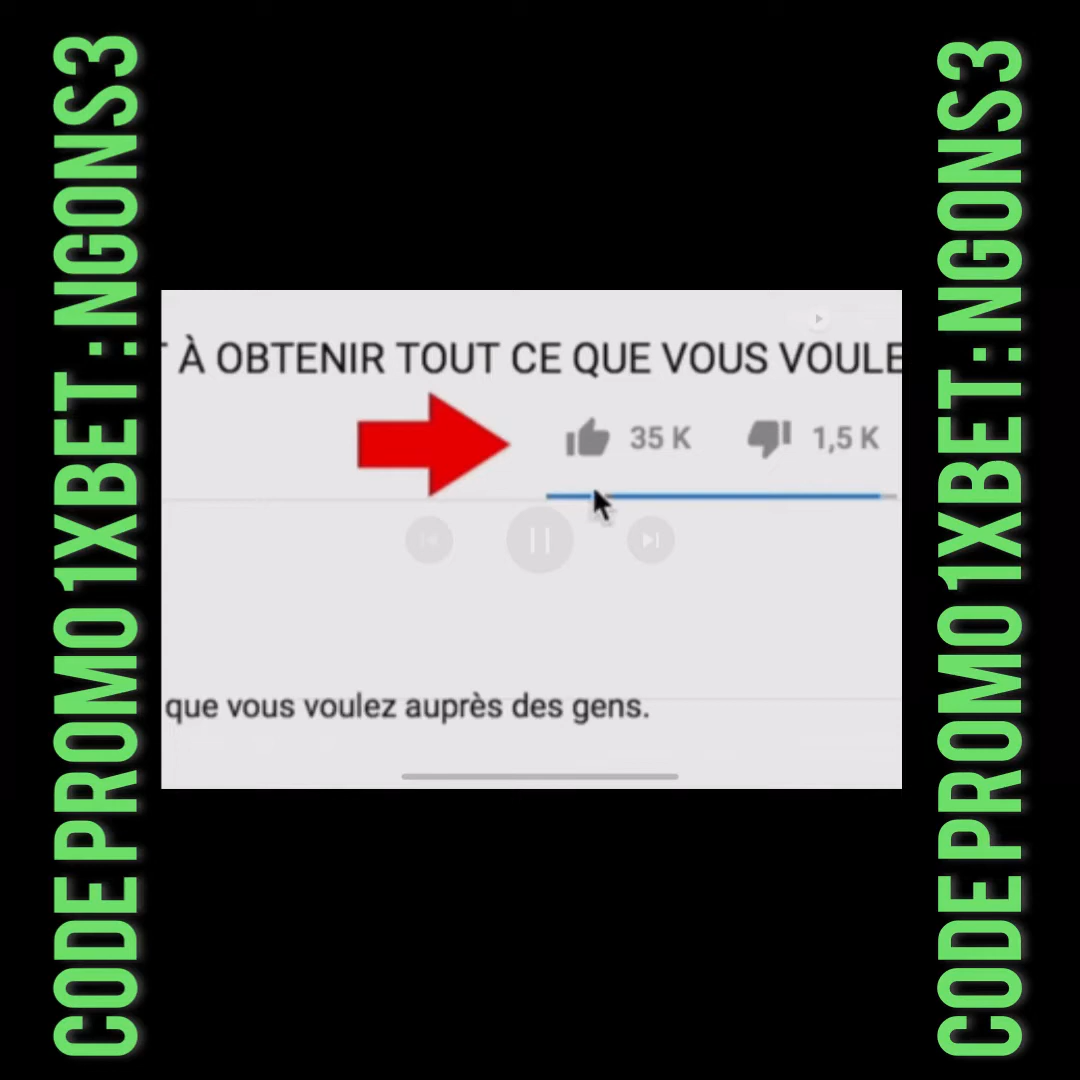 CODE PROMO 1XBET : NGONS3
À OBTENIR TOUT CE QUE VOUS VOULE
35 K
1,5 K
que vous voulez auprès des gens.
CODE PROMO 1XBET : NGONS3